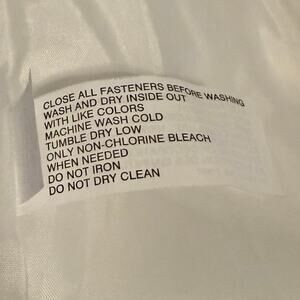 CLOSE ALL FASTENERS BEFORE WASHING
WASH AND DRY INSIDE OUT
WITH LIKE COLORS
MACHINE WASH COLD
TUMBLE DRY LOW
ONLY NON-CHLORINE BLEACH
WHEN NEEDED
DO NOT IRON
DO NOT DRY CLEAN